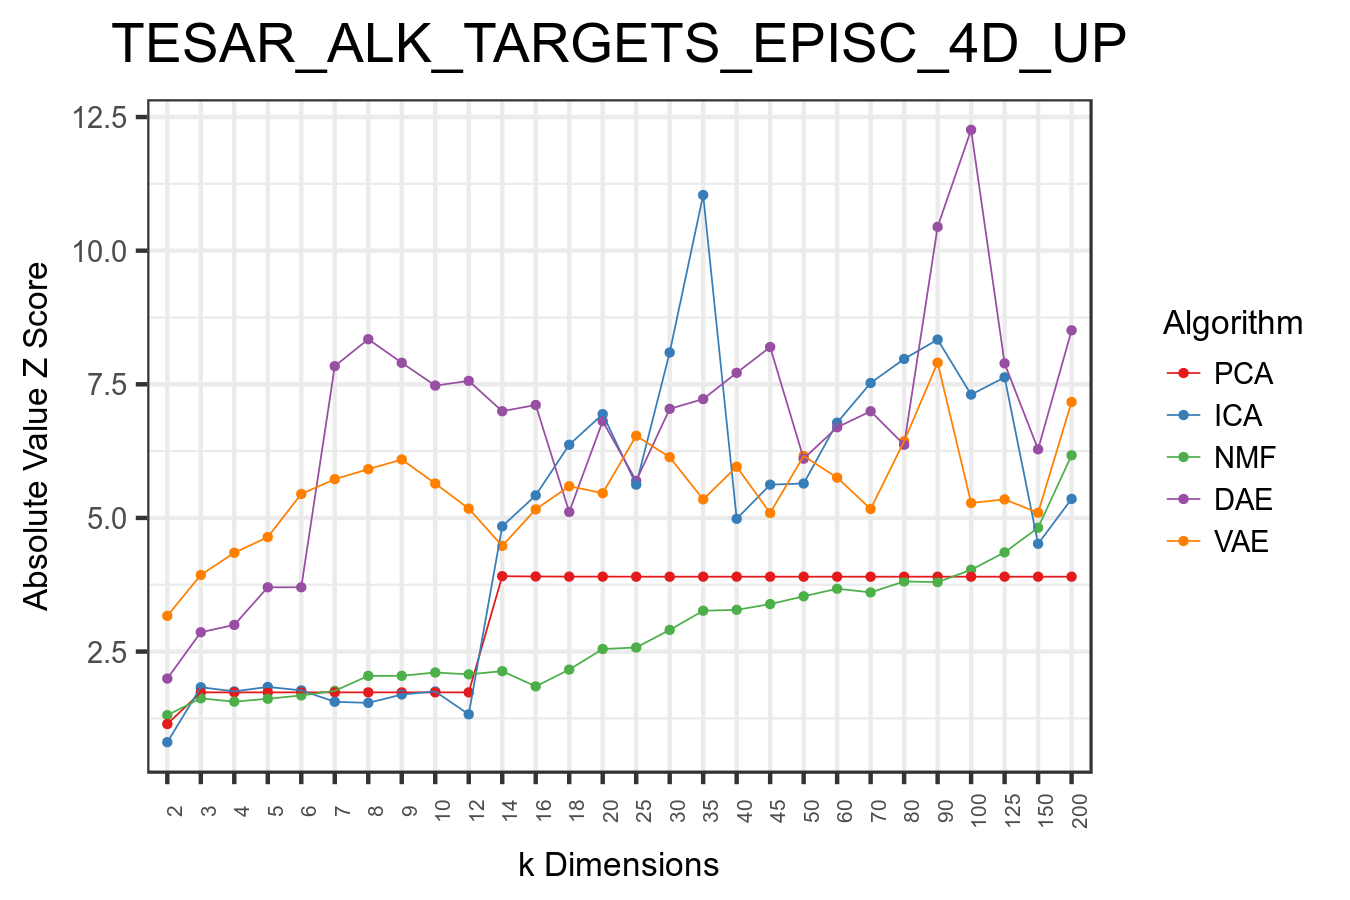 TESAR_ALK_TARGETS_EPISC_4D_UP
12.5
10.0
7.5
5.0
2.5
Absolute Value Z Score
2 3 4 5 6 7 8 9 10 12 14 16 18 20 25 30 35 40 45 50 60 70 80 90 100 125 150 200
k Dimensions
Algorithm
PCA
ICA
NMF
DAE
VAE